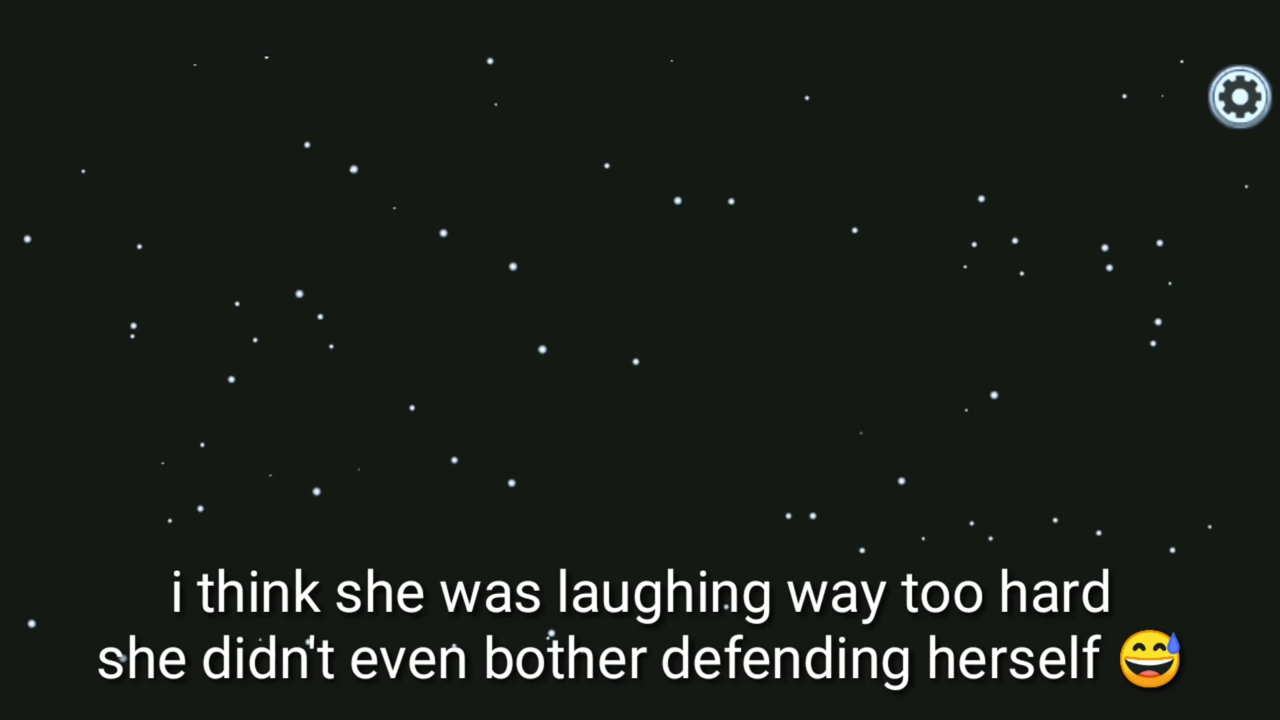 i think she was laughing way too hard
she didn't even bother defending herself 😅